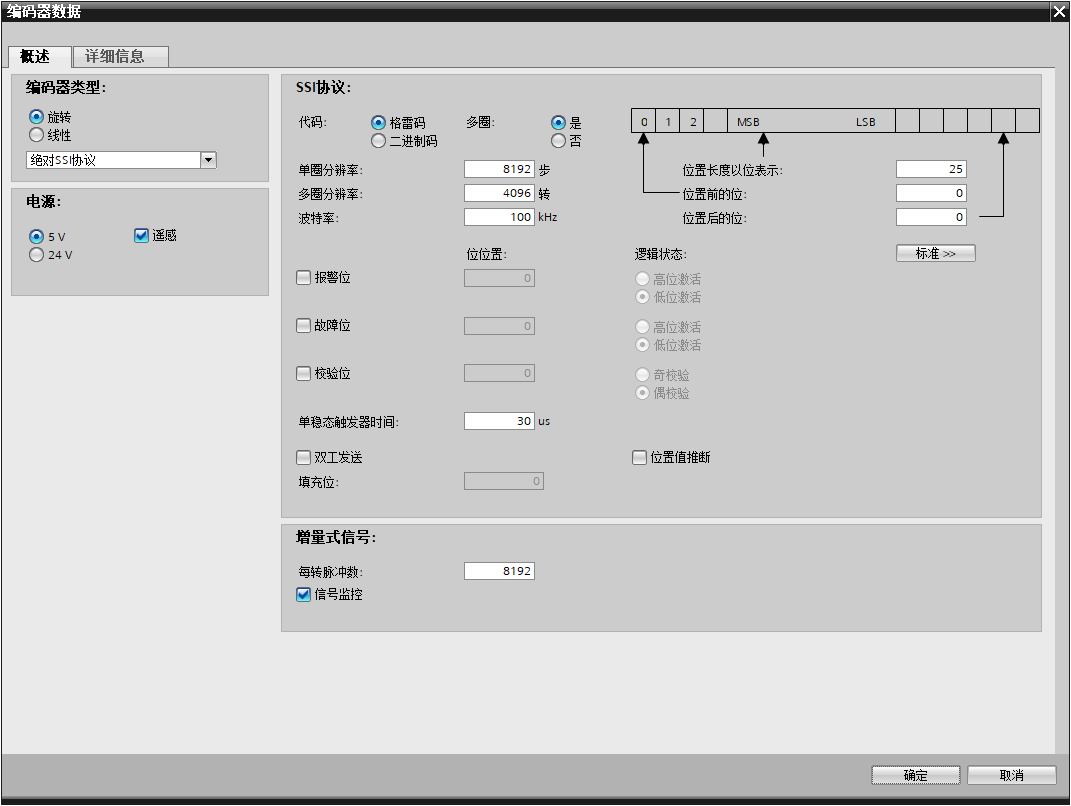 编码器数据
概述 详细信息
编码器类型:
旋转
线性
绝对SSI协议
电源:
5 V 遥感
24 V
SSI协议:
代码: 格雷码 多圈: 是
二进制码 否
0 1 2 MSB LSB
单圈分辨率: 8192 步 位置长度以位表示: 25
多圈分辨率: 4096 转 位置前的位: 0
波特率: 100 kHz 位置后的位: 0
位位置: 逻辑状态: 标准 >>
报警位 0 高位激活
低位激活
故障位 0 高位激活
低位激活
校验位 0 奇校验
偶校验
单稳态触发器时间: 30 us
双工发送 位置值推断
填充位: 0
增量式信号:
每转脉冲数: 8192
信号监控
确定 取消